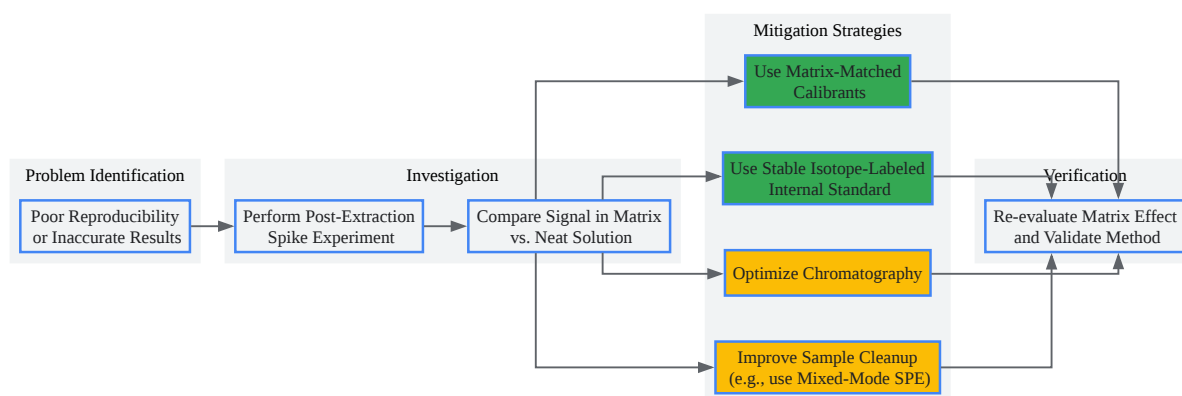 Problem Identification
Poor Reproducibility
or Inaccurate Results
Investigation
Perform Post-Extraction
Spike Experiment
Compare Signal in Matrix
vs. Neat Solution
Mitigation Strategies
Use Matrix-Matched
Calibrants
Use Stable Isotope-Labeled
Internal Standard
Optimize Chromatography
Improve Sample Cleanup
(e.g., use Mixed-Mode SPE)
Verification
Re-evaluate Matrix Effect
and Validate Method